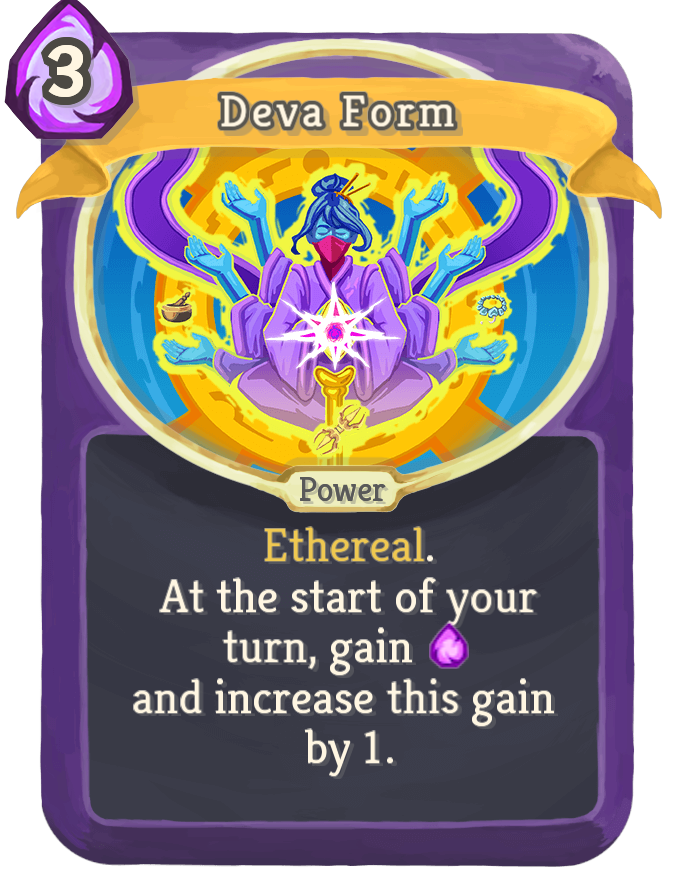 3
Deva Form
Power
Ethereal.
At the start of your
turn, gain
and increase this gain
by 1.